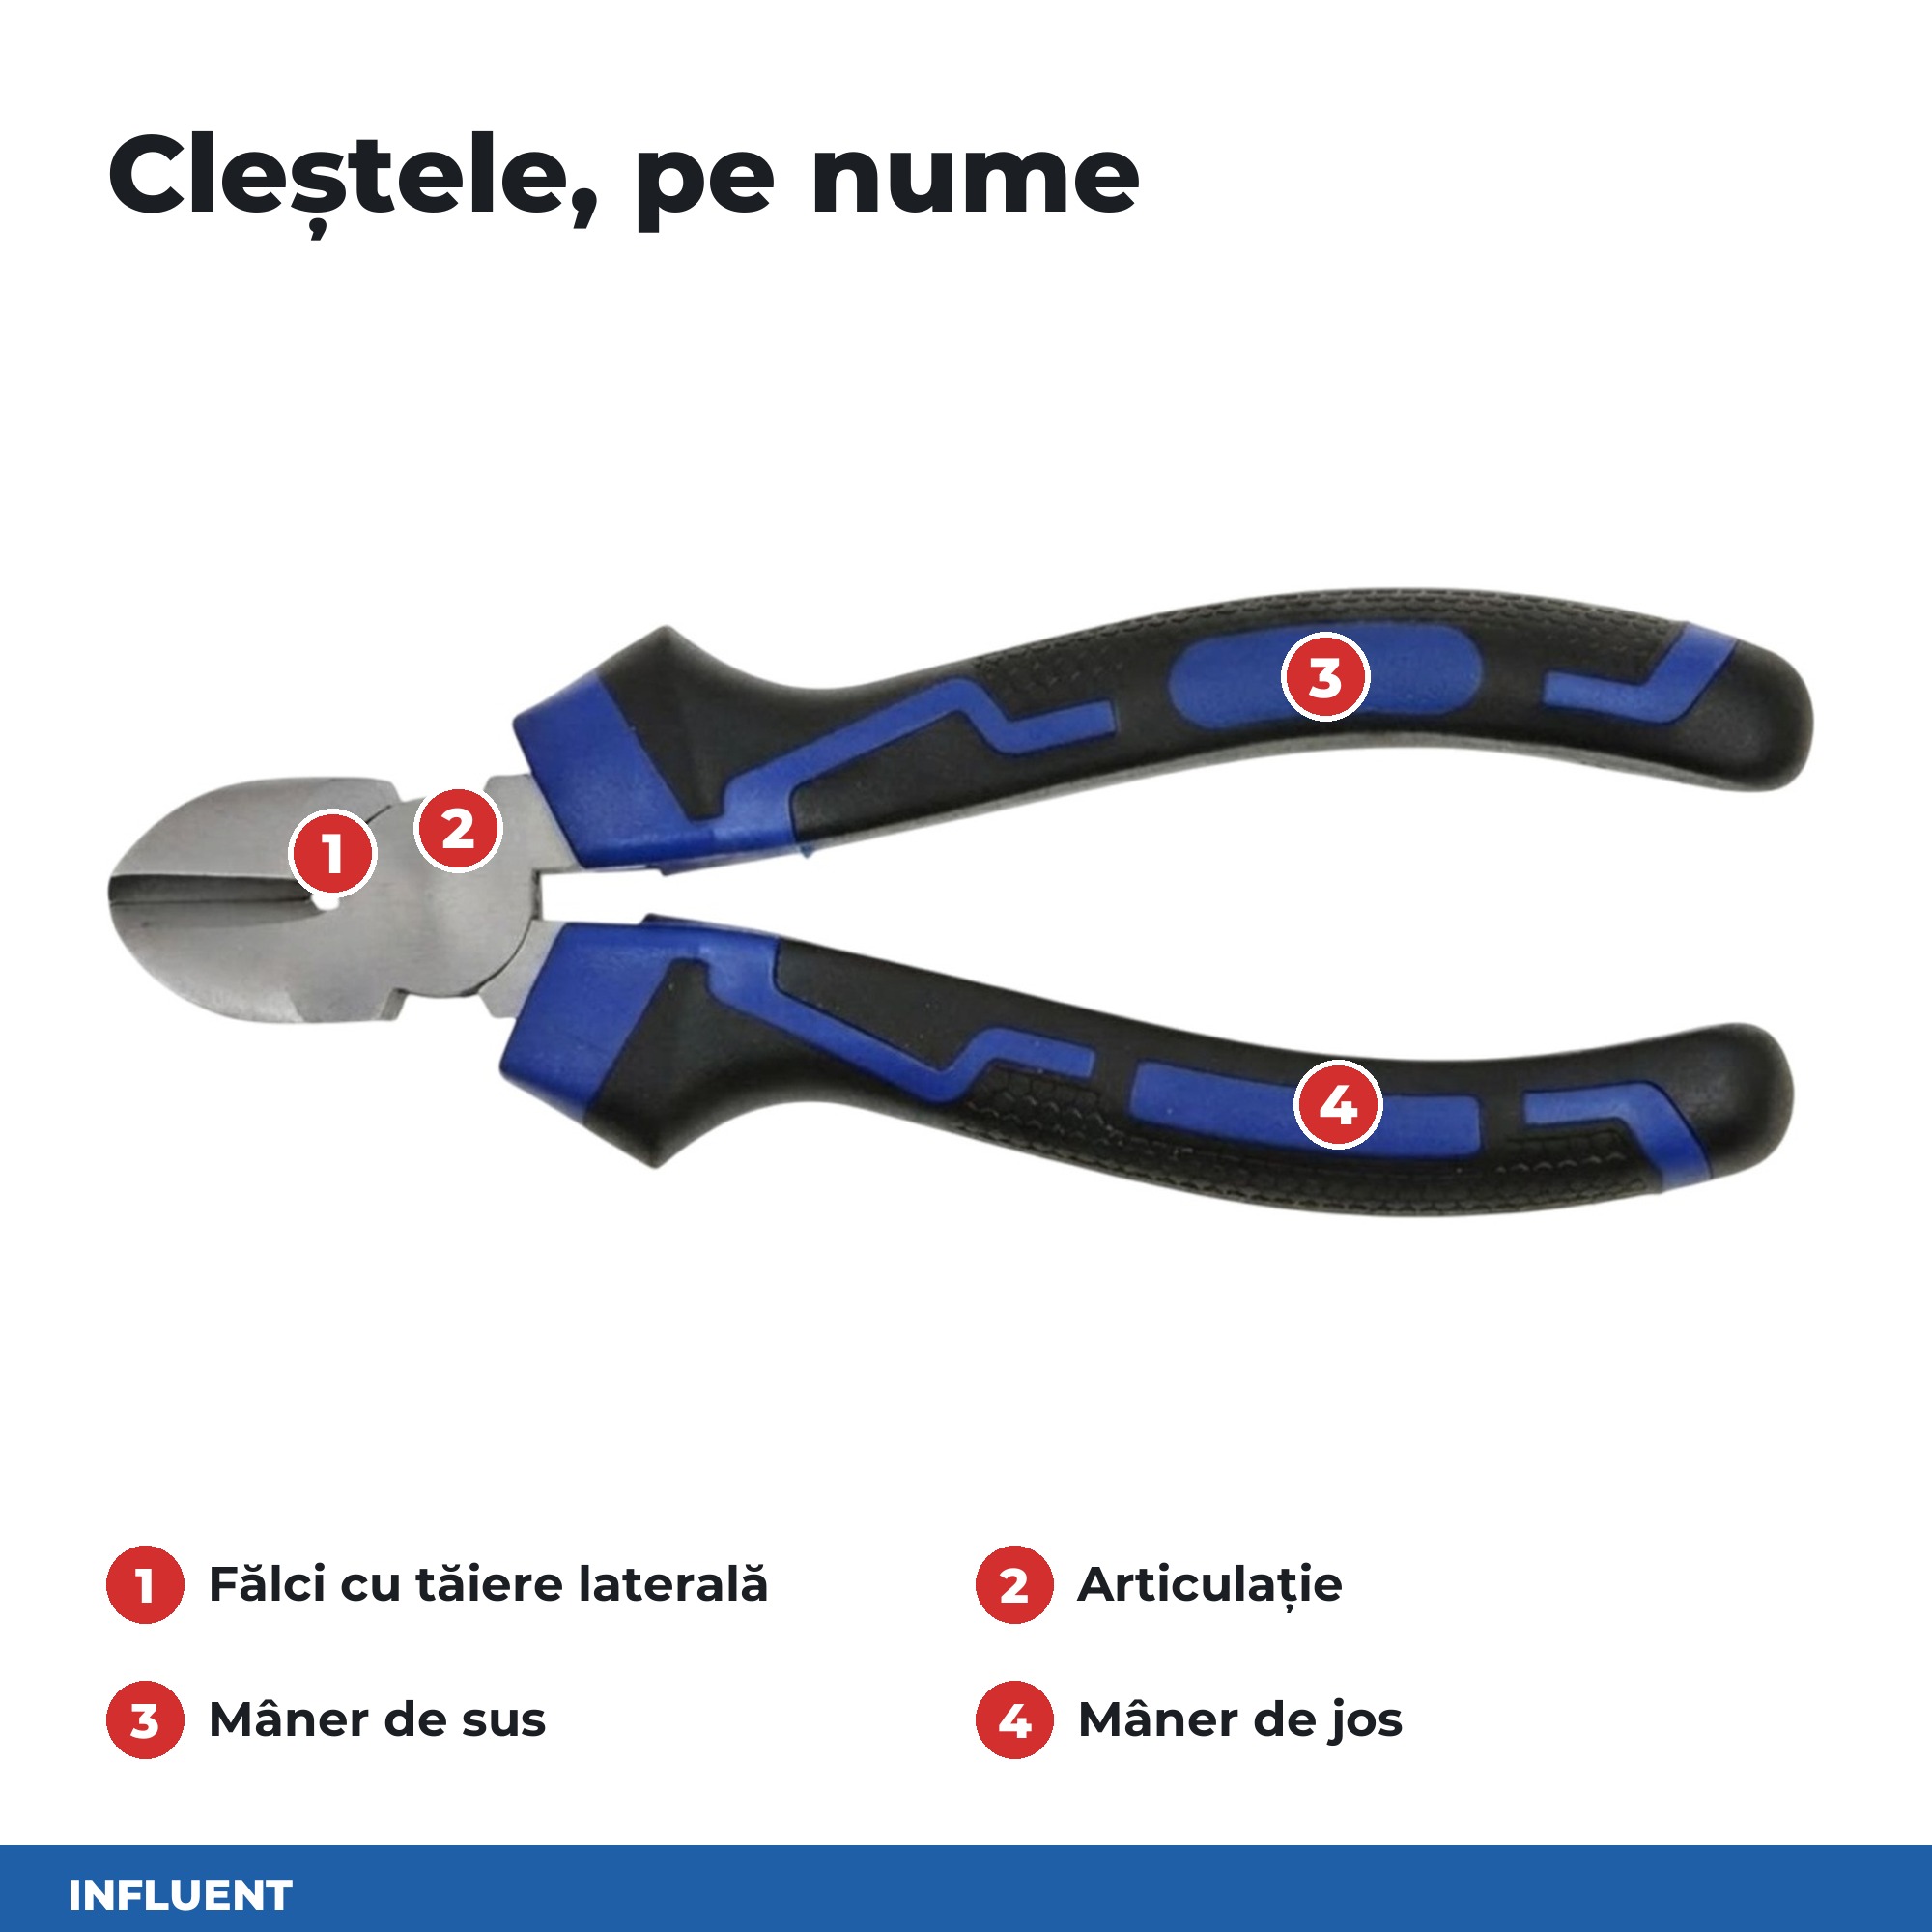 Cleștele, pe nume
3
1
2
4
1 Fălci cu tăiere laterală
2 Articulație
3 Mâner de sus
4 Mâner de jos
INFLUENT